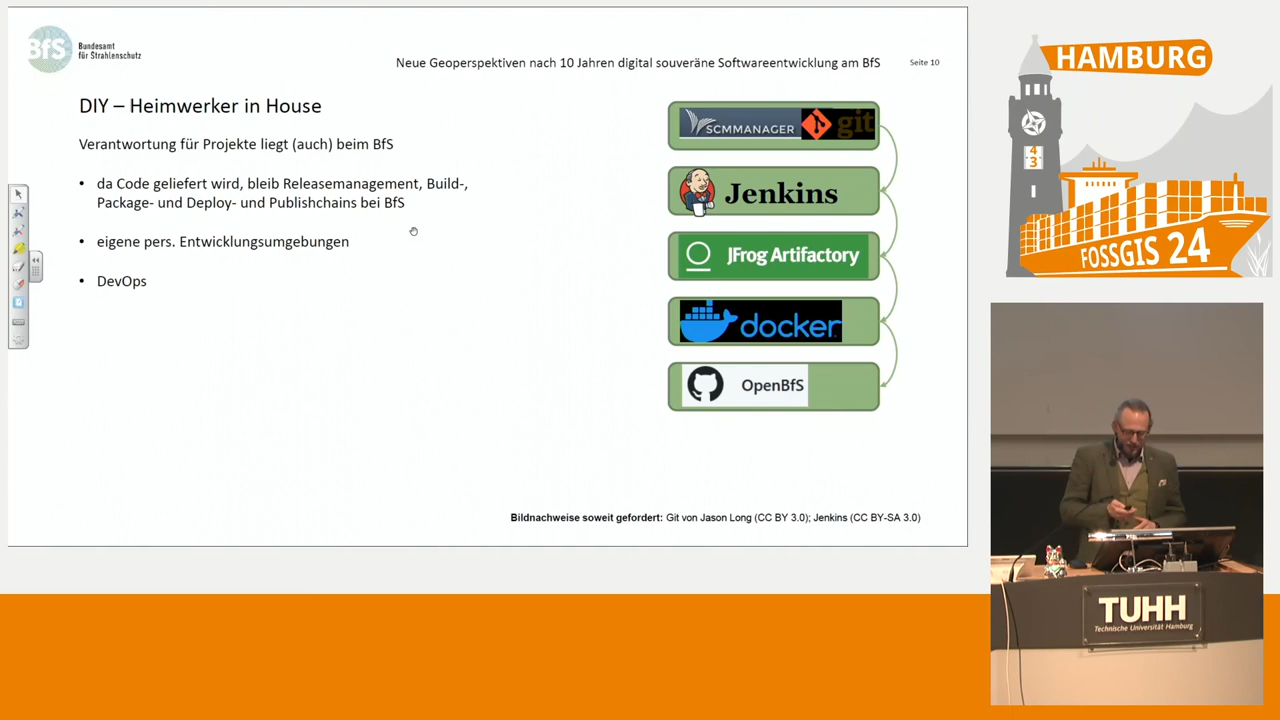 BfS
Bundesamt
für Strahlenschutz
Neue Geoperspektiven nach 10 Jahren digital souveräne Softwareentwicklung am BfS
Seite 10
DIY – Heimwerker in House
Verantwortung für Projekte liegt (auch) beim BfS
• da Code geliefert wird, bleib Releasemanagement, Build-,
Package- und Deploy- und Publishchains bei BfS
• eigene pers. Entwicklungsumgebungen
• DevOps
SCMMANAGER
git
Jenkins
JFrog Artifactory
docker
OpenBfS
Bildnachweise soweit gefordert: Git von Jason Long (CC BY 3.0); Jenkins (CC BY-SA 3.0)
HAMBURG
4
3
FOSSGIS 24
TUHH
Technische Universität Hamburg